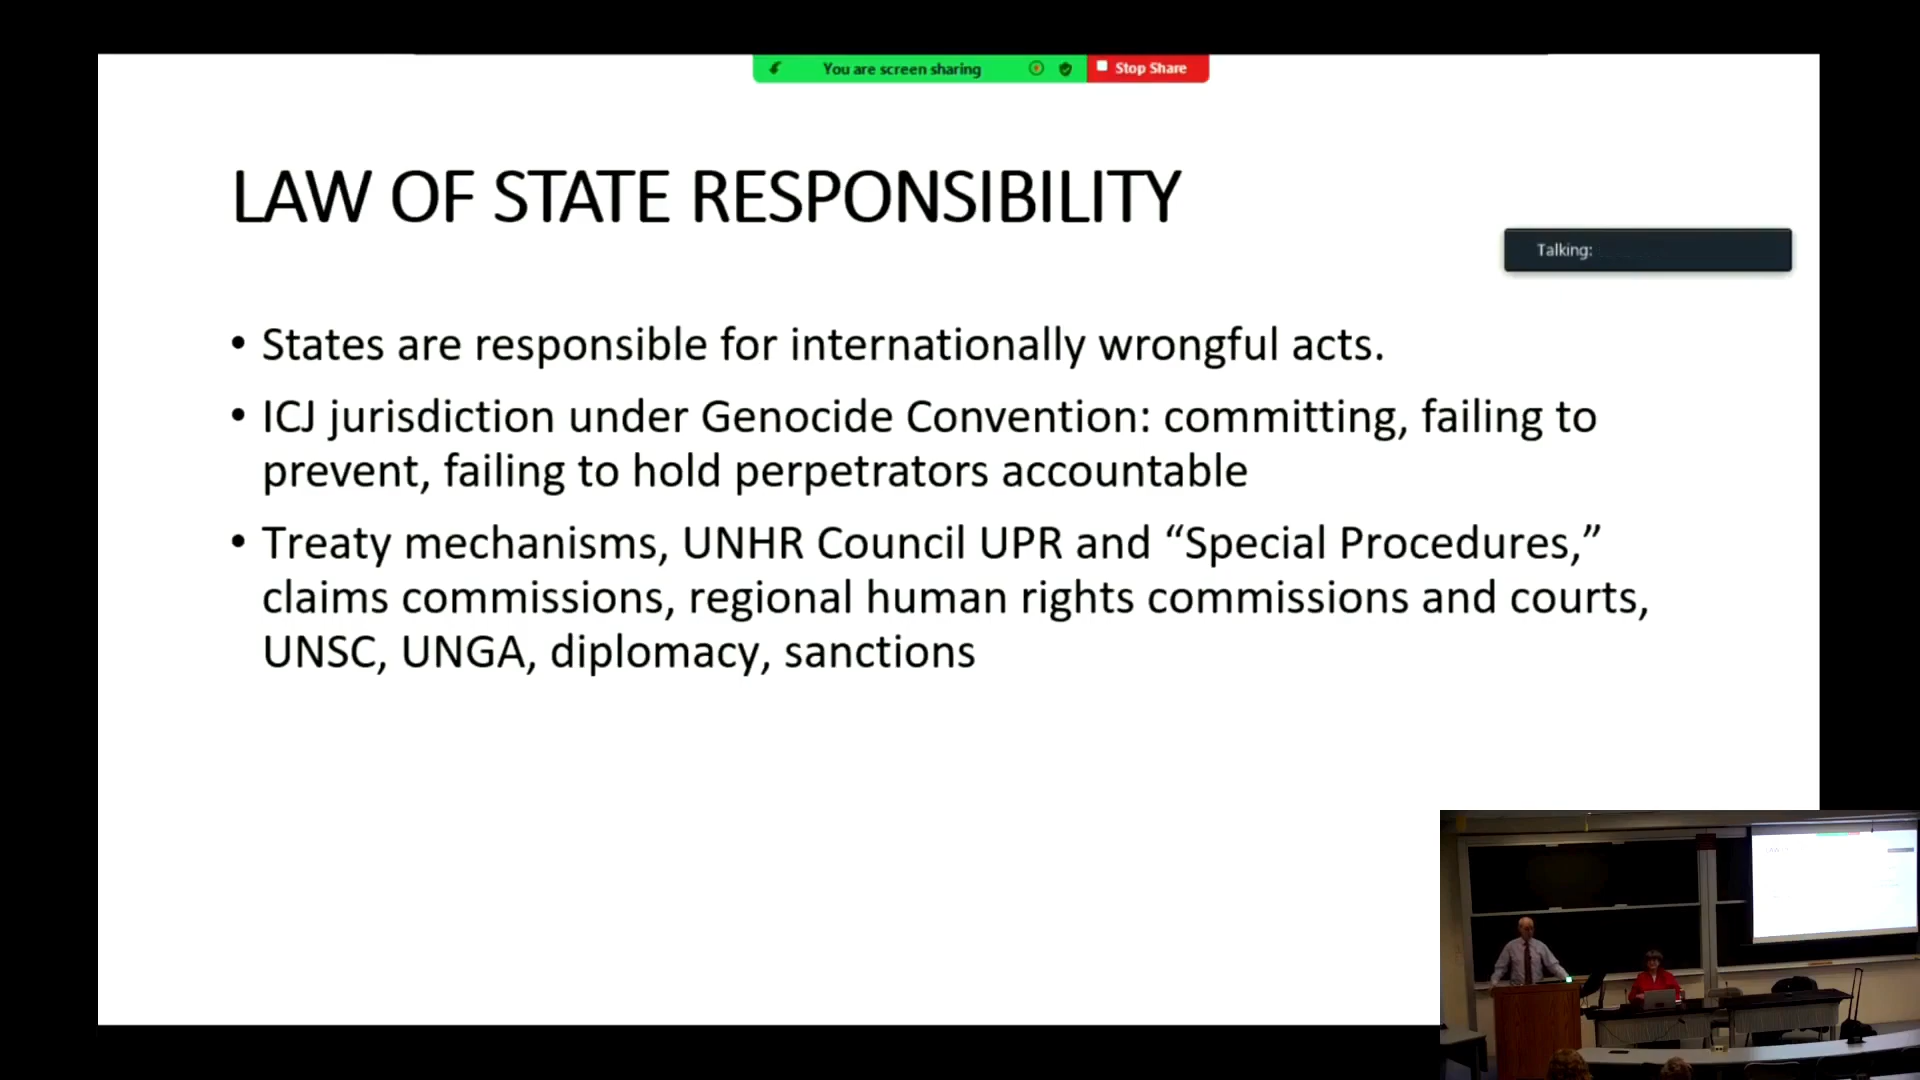 You are screen sharing
Stop Share
LAW OF STATE RESPONSIBILITY
Talking:
• States are responsible for internationally wrongful acts.
• ICJ jurisdiction under Genocide Convention: committing, failing to
prevent, failing to hold perpetrators accountable
• Treaty mechanisms, UNHR Council UPR and “Special Procedures,”
claims commissions, regional human rights commissions and courts,
UNSC, UNGA, diplomacy, sanctions